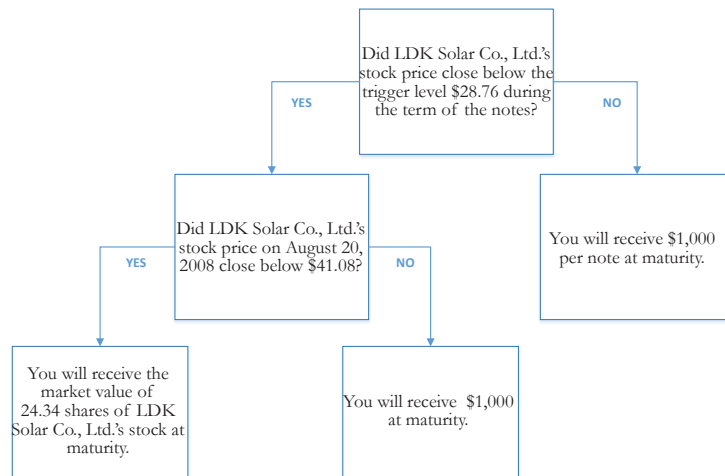 Did LDK Solar Co., Ltd.'s
stock price close below the
trigger level $28.76 during
the term of the notes?
YES
NO
Did LDK Solar Co., Ltd.'s
stock price on August 20,
2008 close below $41.08?
You will receive $1,000
per note at maturity.
YES
NO
You will receive the
market value of
24.34 shares of LDK
Solar Co., Ltd.'s stock at
maturity.
You will receive $1,000
at maturity.